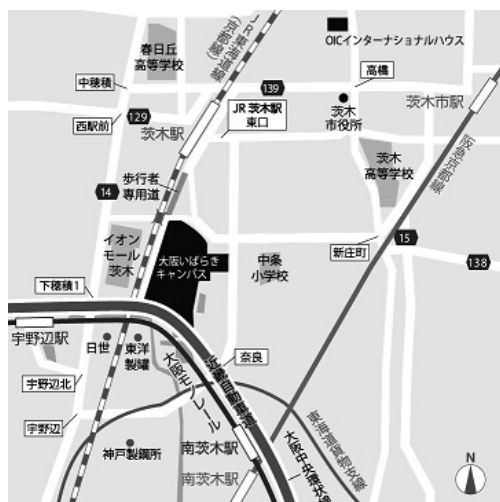 JR東海道線
(京都線)
OICインターナショナルハウス
春日丘
高等学校
高橋
中穂積
139
JR 茨木駅
東口
茨木
市役所
茨木市駅
129
西駅前
茨木駅
阪急京都線
茨木
高等学校
歩行者
専用道
14
イオン
モール
茨木
大阪いばらき
キャンパス
中条
小学校
新庄町
15
138
下穂積1
宇野辺駅
日世
東洋
製罐
奈良
宇野辺北
大阪モノレール
近畿自動車道
宇野辺
東海道貨物支線
神戸製鋼所
南茨木駅
南茨木駅
大阪中央環状線
N